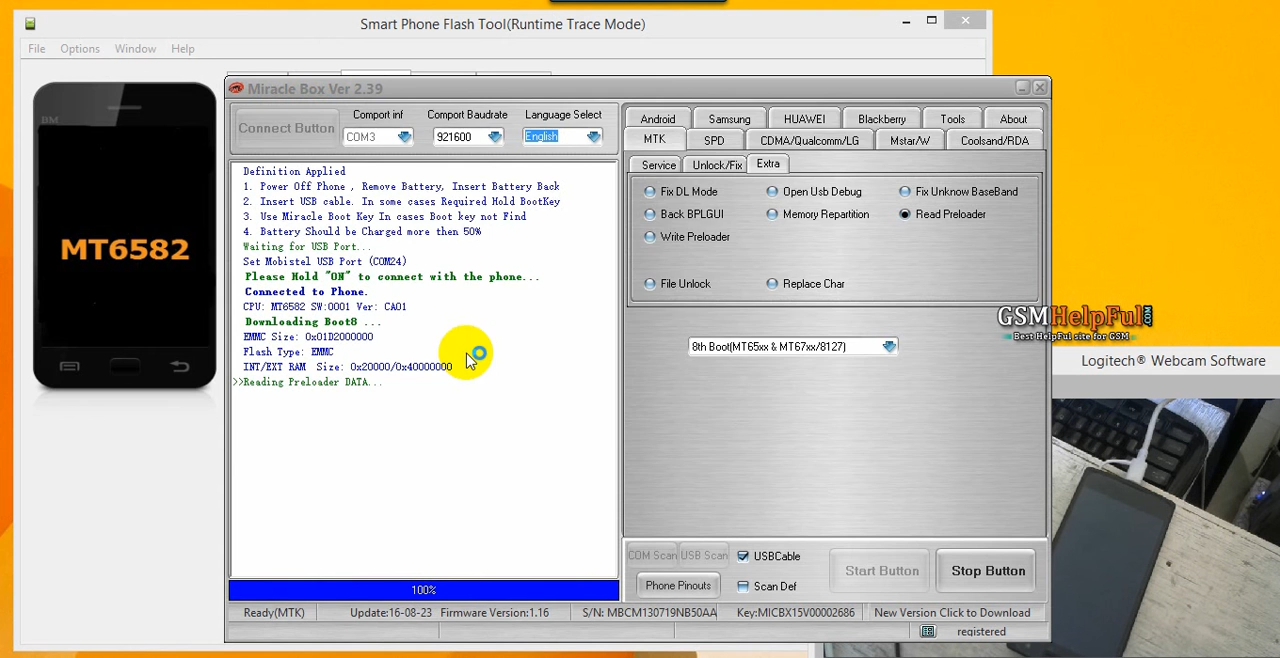 Smart Phone Flash Tool(Runtime Trace Mode)
File Options Window Help
BM
MT6582
Miracle Box Ver 2.39
Connect Button
Comport inf Comport Baudrate Language Select
COM3 921600 English
Definition Applied
1. Power Off Phone , Remove Battery, Insert Battery Back
2. Insert USB cable. In some cases Required Hold BootKey
3. Use Miracle Boot Key In cases Boot key not Find
4. Battery Should be Charged more then 50%
Waiting for USB Port...
Set Mobistel USB Port (COM24)
Please Hold "ON" to connect with the phone...
Connected to Phone.
CPU: MT6582 SW:0001 Ver: CA01
Downloading Boot8 ...
EMMC Size: 0x01D2000000
Flash Type: EMMC
INT/EXT RAM Size: 0x20000/0x40000000
>>Reading Preloader DATA...
100%
Android Samsung HUAWEI Blackberry Tools About
MTK SPD CDMA/Qualcomm/LG Mstar/W Coolsand/RDA
Service Unlock/Fix Extra
Fix DL Mode Open Usb Debug Fix Unknow BaseBand
Back BPLGUI Memory Repartition Read Preloader
Write Preloader
File Unlock Replace Char
8th Boot(MT65xx & MT67xx/8127)
COM Scan USB Scan USBCable
Phone Pinouts Scan Def
Start Button Stop Button
Ready(MTK) Update:16-08-23 Firmware Version:1.16 S/N: MBCM130719NB50AA Key:MICBX15V00002686 New Version Click to Download
registered
GSMHelpFul.COM
Best HelpFul site for GSM
Logitech® Webcam Software